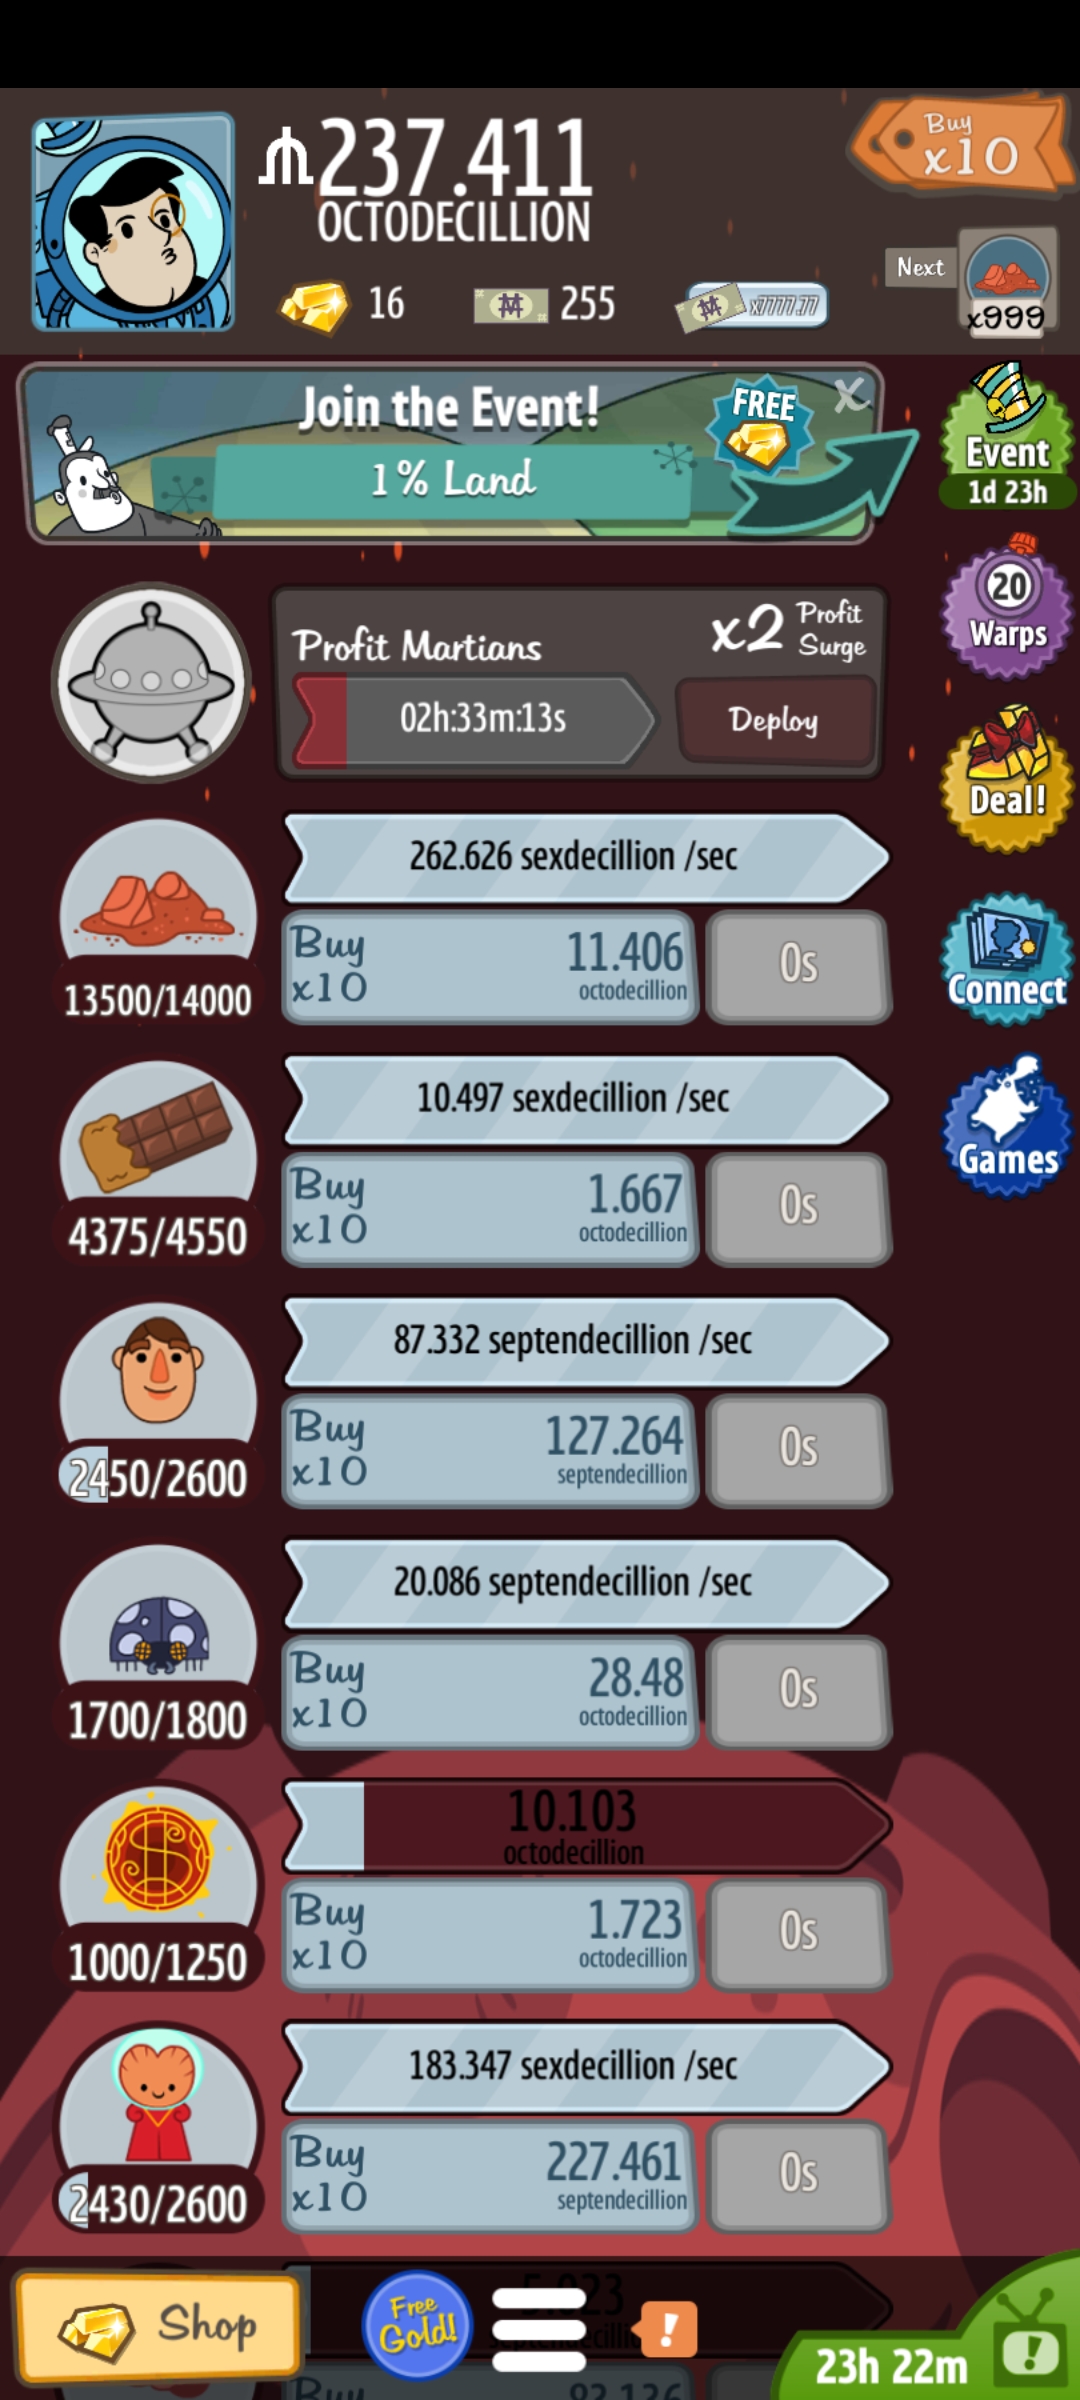 ₥237.411
OCTODECILLION
Buy
x10
16
255
x7777.77
Next
x999
Join the Event!
1% Land
FREE
X
Event
1d 23h
20
Warps
Profit Martians
x2 Profit
Surge
02h:33m:13s
Deploy
Deal!
262.626 sexdecillion /sec
Buy
x10
11.406
octodecillion
0s
13500/14000
Connect
10.497 sexdecillion /sec
Buy
x10
1.667
octodecillion
0s
4375/4550
Games
87.332 septendecillion /sec
Buy
x10
127.264
septendecillion
0s
2450/2600
20.086 septendecillion /sec
Buy
x10
28.48
octodecillion
0s
1700/1800
10.103
octodecillion
Buy
x10
1.723
octodecillion
0s
1000/1250
183.347 sexdecillion /sec
Buy
x10
227.461
septendecillion
0s
2430/2600
Shop
Free
Gold!
!
23h 22m
!
Buy